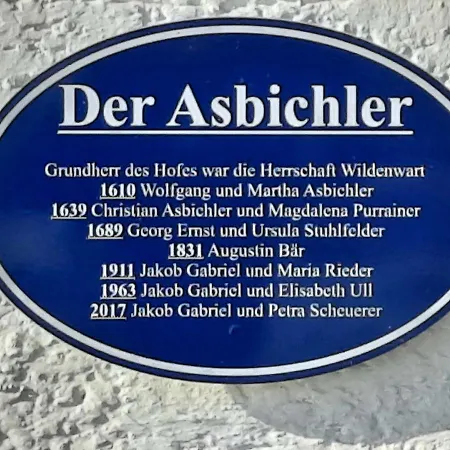 Der Asbichler
Grundherr des Hofes war die Herrschaft Wildenwart
1610 Wolfgang und Martha Asbichler
1639 Christian Asbichler und Magdalena Purrainer
1689 Georg Ernst und Ursula Stuhlfelder
1831 Augustin Bär
1911 Jakob Gabriel und Maria Rieder
1963 Jakob Gabriel und Elisabeth Ull
2017 Jakob Gabriel und Petra Scheuerer